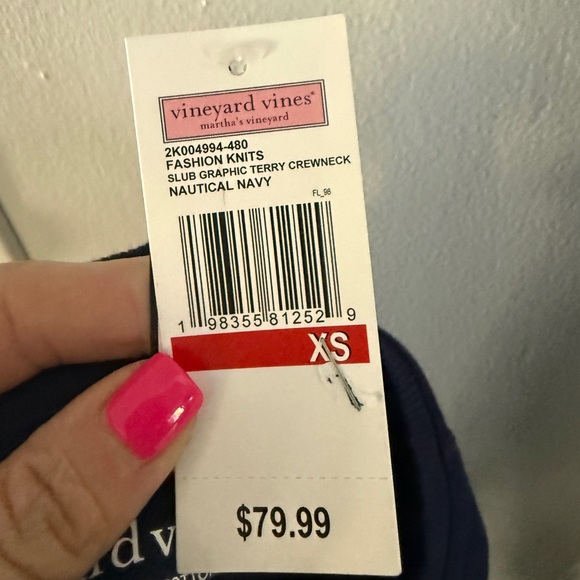 vineyard vines®
martha's vineyard
2K004994-480
FASHION KNITS
SLUB GRAPHIC TERRY CREWNECK
NAUTICAL NAVY
FL_98
1 98355 81252 9
XS
$79.99